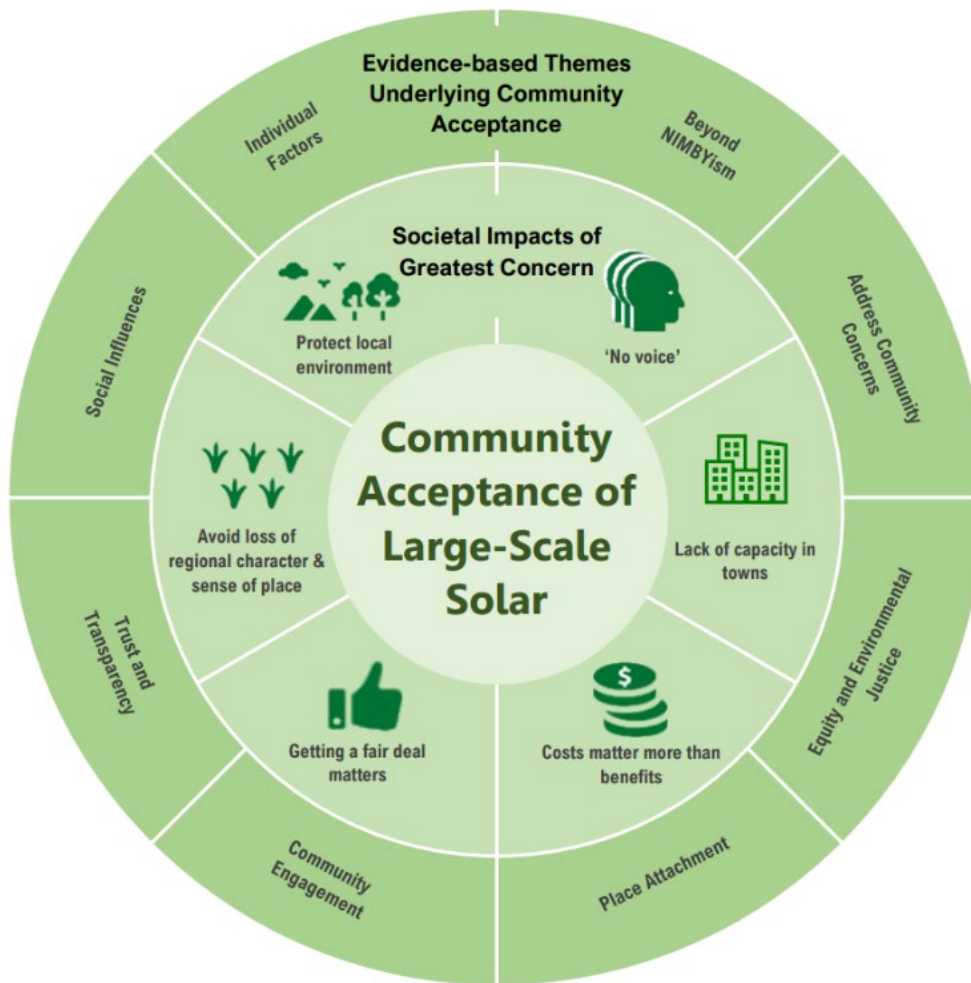 Evidence-based Themes
Underlying Community
Acceptance
Individual
Factors
Beyond
NIMBYism
Social Influences
Address Community
Concerns
Trust and
Transparency
Equity and Environmental
Justice
Community
Engagement
Place Attachment
Societal Impacts of
Greatest Concern
Protect local
environment
‘No voice’
Avoid loss of
regional character &
sense of place
Lack of capacity in
towns
Getting a fair deal
matters
$
Costs matter more than
benefits
Community
Acceptance of
Large-Scale
Solar